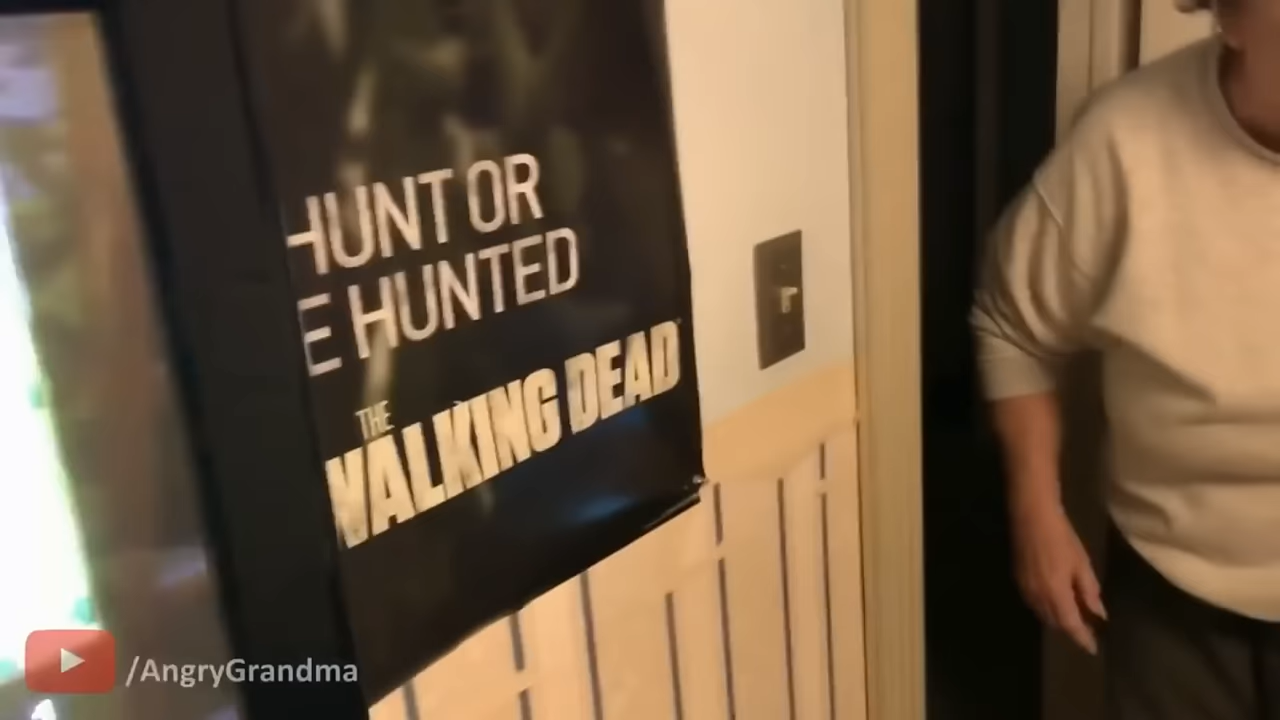 HUNT OR
E HUNTED
THE
WALKING DEAD
/AngryGrandma